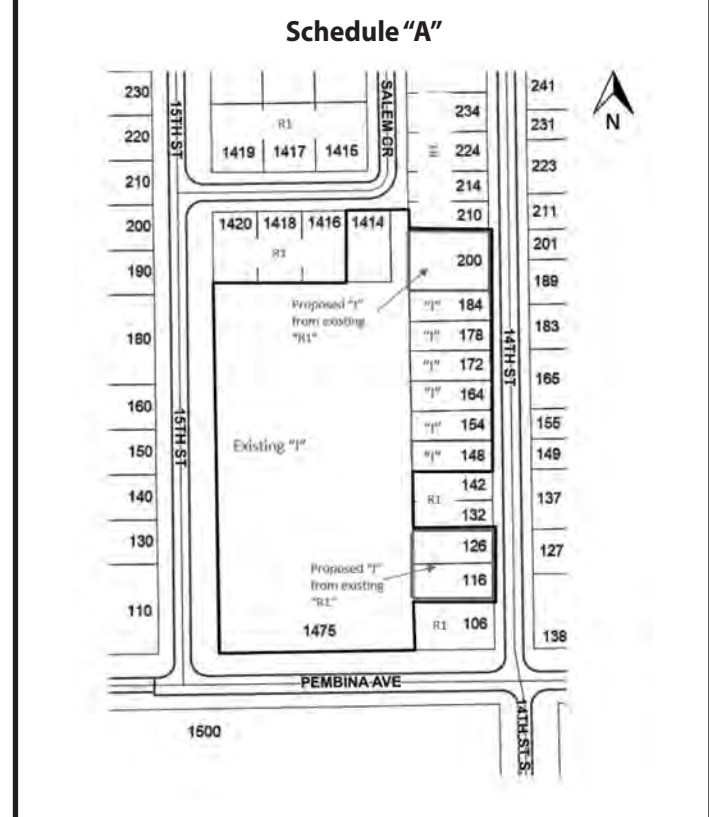 Schedule "A"
N
230
220
210
200
190
180
160
150
140
130
110
15TH ST
15TH ST
R1
1419 1417 1415
SALEM CR
1420 1418 1416 1414
R1
R1
234
224
214
210
200
Proposed "I"
from existing
"R1"
"I" 184
"I" 178
"I" 172
"I" 164
"I" 154
"I" 148
142
R1
132
126
116
Proposed "I"
from existing
"R1"
R1 106
Existing "I"
1475
14TH ST
241
231
223
211
201
189
183
165
155
149
137
127
138
PEMBINA AVE
1500
14TH ST S.